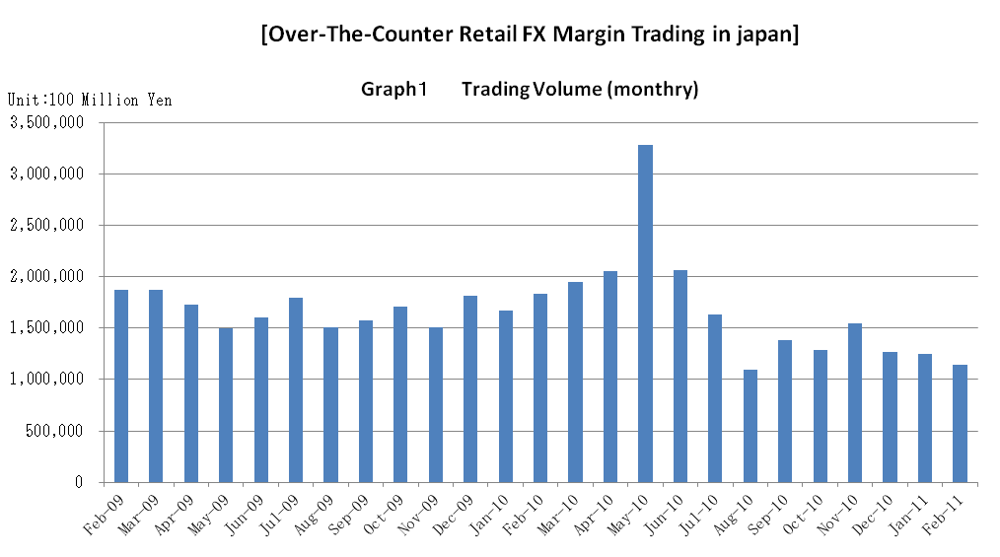 [Over-The-Counter Retail FX Margin Trading in japan]
Graph1 Trading Volume (monthry)
Unit:100 Million Yen
3,500,000
3,000,000
2,500,000
2,000,000
1,500,000
1,000,000
500,000
0
Feb-09 Mar-09 Apr-09 May-09 Jun-09 Jul-09 Aug-09 Sep-09 Oct-09 Nov-09 Dec-09 Jan-10 Feb-10 Mar-10 Apr-10 May-10 Jun-10 Jul-10 Aug-10 Sep-10 Oct-10 Nov-10 Dec-10 Jan-11 Feb-11